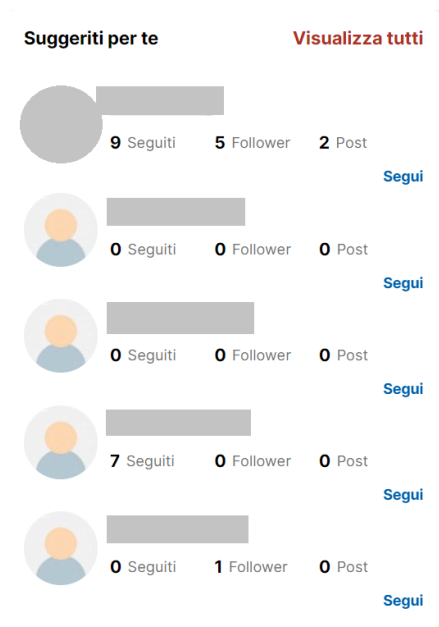 Suggeriti per te Visualizza tutti
9 Seguiti 5 Follower 2 Post
Segui
0 Seguiti 0 Follower 0 Post
Segui
0 Seguiti 0 Follower 0 Post
Segui
7 Seguiti 0 Follower 0 Post
Segui
0 Seguiti 1 Follower 0 Post
Segui